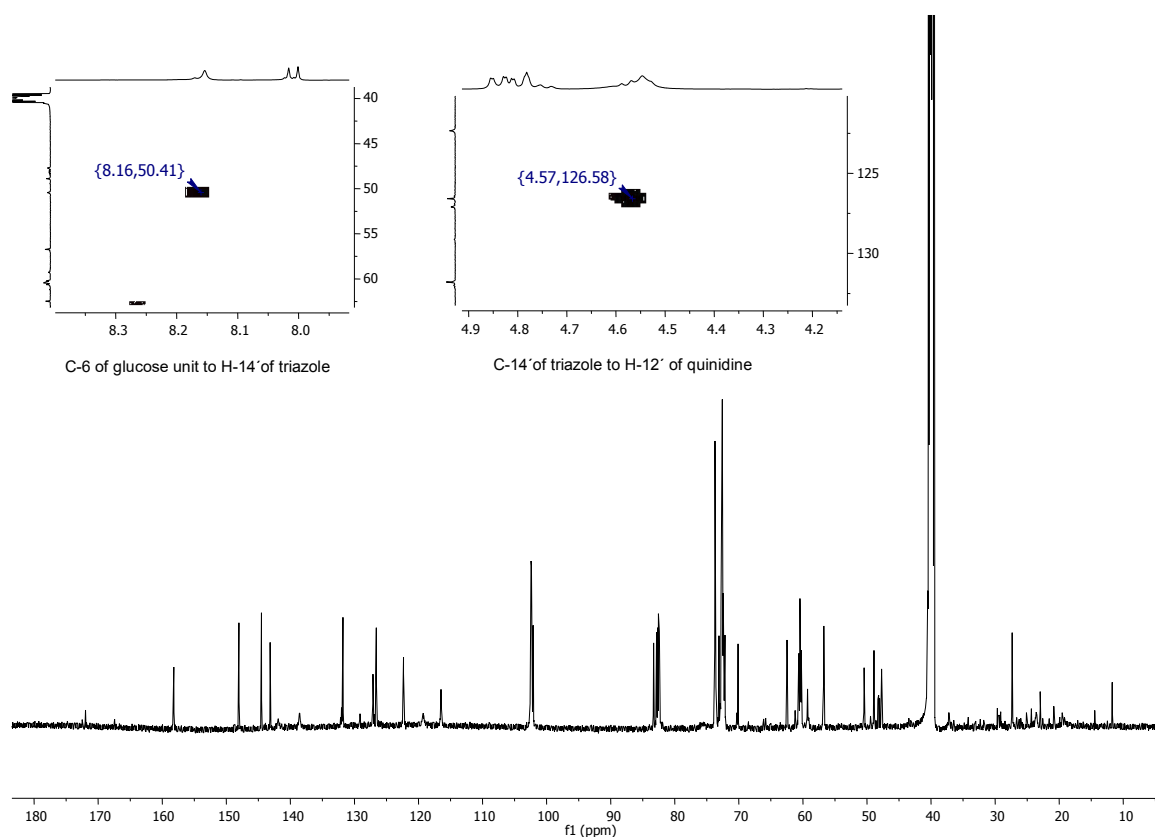 40
45
{8.16,50.41}
50
55
60
8.3 8.2 8.1 8.0
C-6 of glucose unit to H-14´of triazole
125
{4.57,126.58}
130
4.9 4.8 4.7 4.6 4.5 4.4 4.3 4.2
C-14´of triazole to H-12´ of quinidine
180 170 160 150 140 130 120 110 100 90 80 70 60 50 40 30 20 10
f1 (ppm)